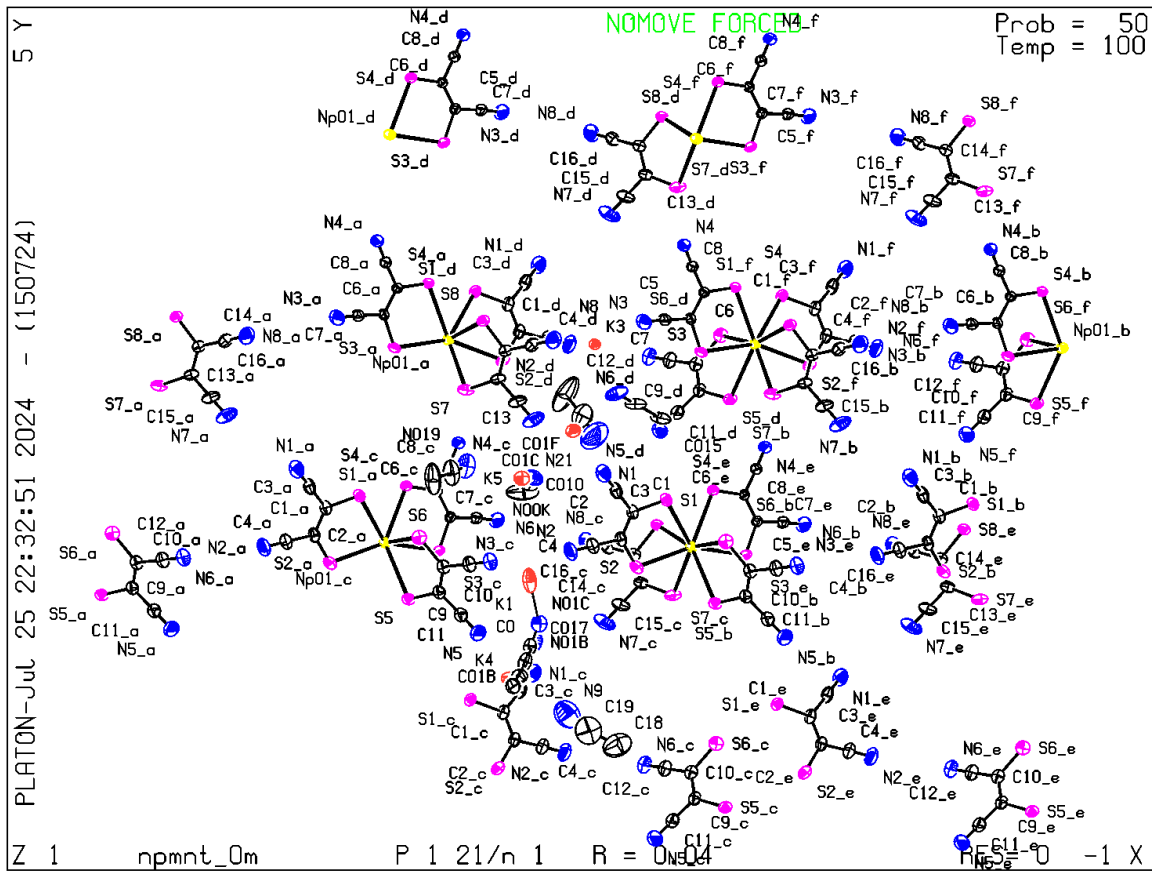 NOMOVE FORCED
Prob = 50
Temp = 100
5 Y
PLATON-Jul 25 22:32:51 2024 - (150724)
N4_d
C8_d
C6_d
S4_d
C5_d
C7_d
Np01_d
N3_d
S3_d
N4_f
C8_f
C6_f
S4_f
S8_d
C7_f
N3_f
C5_f
N8_d
C16_d
C15_d
N7_d
S7_d
S3_f
C13_d
S8_f
N8_f
C14_f
C16_f
C15_f
S7_f
N7_f
C13_f
N4_a
S4_a
S1_d
C8_a
C6_a
N3_a
C7_a
S3_a
Np01_a
N1_d
C3_d
S8
C1_d
N8
C4_d
C12_d
N2_d
S2_d
S7
C13
N4
C8
S4
S1_f
C5
N3
S6_d
K3
S3
C6
C7
N1_f
C3_f
C1_f
C2_f
C4_f
N8_b
C7_b
N2_f
N6_f
N3_b
C16_b
S2_f
C15_b
N7_b
N4_b
C8_b
S4_b
C6_b
S6_f
Np01_b
C12_f
C10_f
C11_f
S5_f
C9_f
N5_f
C14_a
S8_a
N8_a
C16_a
C13_a
S7_a
C15_a
N7_a
N6_d
C9_d
C11_d
S5_d
S7_b
N5_d
C01F
C01C
N21
C010
N00K
K5
N019
N4_c
C8_c
S4_c
C6_c
C7_c
N1_a
S1_a
C3_a
C1_a
C4_a
C2_a
N2_a
S2_a
Np01_c
S6
N6
N2
N3_c
S3_c
C10
C9
C11
S5
N5
C12_a
C10_a
S6_a
N6_a
C9_a
S5_a
C11_a
N5_a
C015
S4_e
C6_e
N4_e
C8_e
S6_b
C7_e
N6_b
N3_e
C5_e
S3_e
C10_b
C11_b
S5_b
N5_b
N1
C3
C1
S1
C2
N8_c
C4
S2
C16_c
C14_c
N01C
C15_c
S7_c
N7_c
K1
C0
C017
N01B
K4
C01B
N1_c
C3_c
N9
C19
C18
S1_c
C1_c
C2_c
S2_c
N2_c
C4_c
N1_b
C3_b
C1_b
C2_b
N8_e
S8_e
C14_e
C16_e
S2_b
C4_b
S7_e
C13_e
C15_e
N7_e
N6_c
S6_c
C10_c
C12_c
S5_c
C9_c
C11_c
N5_c
C1_e
S1_e
N1_e
C3_e
C4_e
C2_e
N2_e
S2_e
N6_e
S6_e
C10_e
C12_e
S5_e
C9_e
C11_e
N5_e
Z 1 npmnt_0m P 1 21/n 1 R = 0.04 RES= 0 -1 X